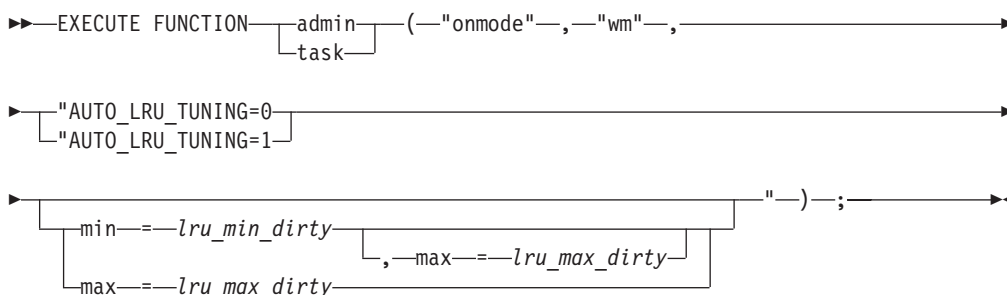 EXECUTE FUNCTION admin ( "onmode" , "wm" ,
task
"AUTO_LRU_TUNING=0
"AUTO_LRU_TUNING=1
" ) ;
min = lru_min_dirty
, max = lru_max_dirty
max = lru_max_dirty